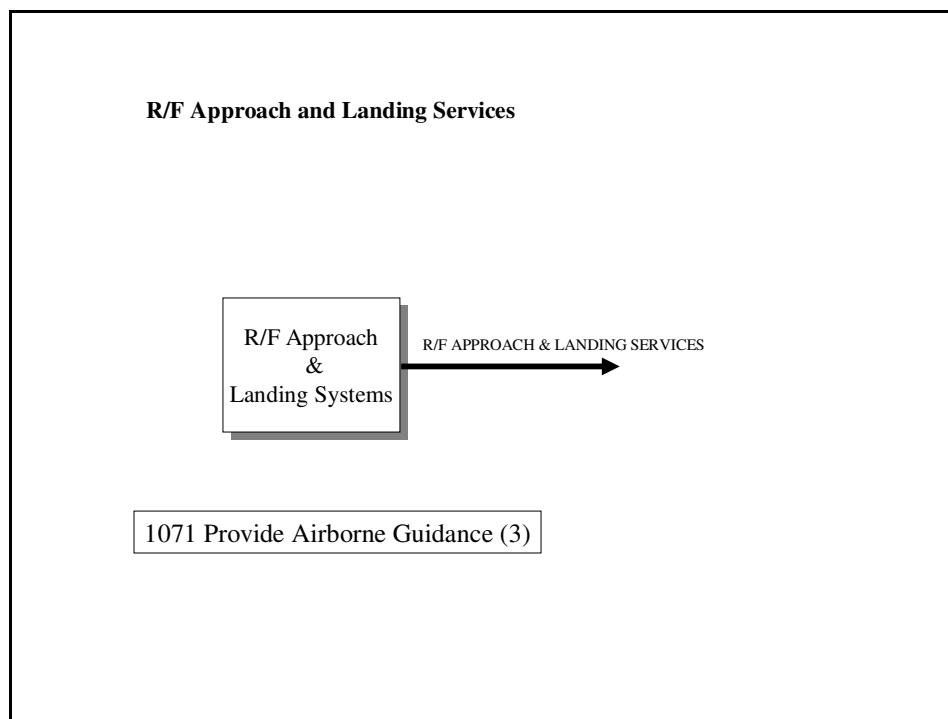 R/F Approach and Landing Services
R/F Approach
&
Landing Systems
R/F APPROACH & LANDING SERVICES
1071 Provide Airborne Guidance (3)